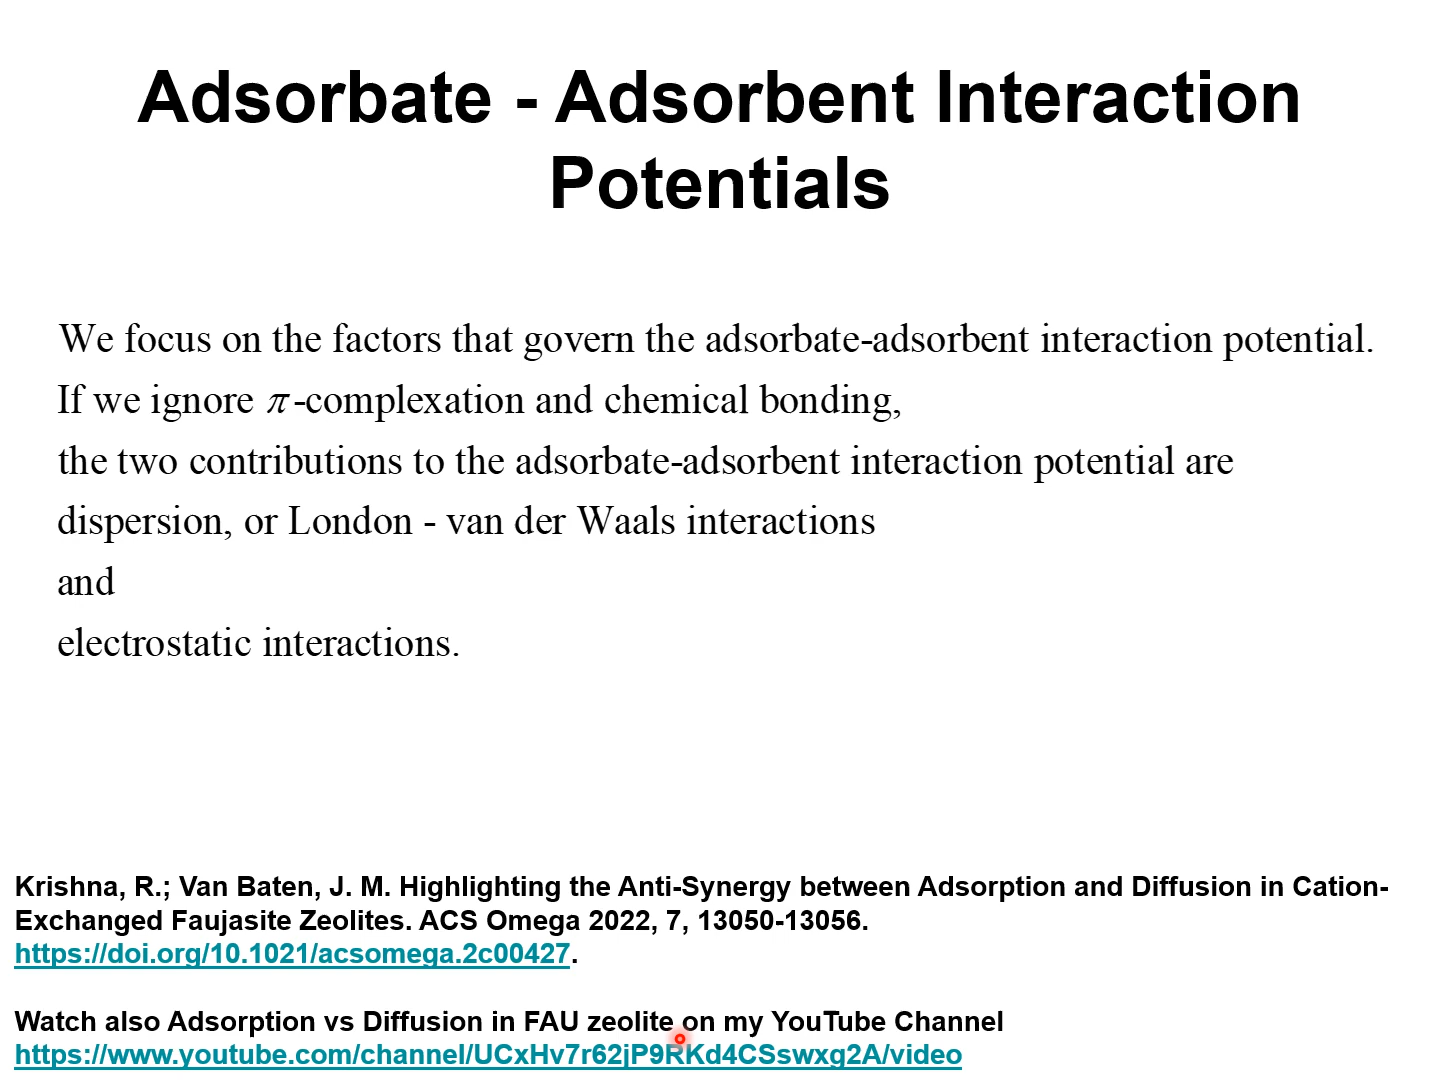 Adsorbate - Adsorbent Interaction
Potentials
We focus on the factors that govern the adsorbate-adsorbent interaction potential.
If we ignore π-complexation and chemical bonding,
the two contributions to the adsorbate-adsorbent interaction potential are
dispersion, or London - van der Waals interactions
and
electrostatic interactions.
Krishna, R.; Van Baten, J. M. Highlighting the Anti-Synergy between Adsorption and Diffusion in Cation-
Exchanged Faujasite Zeolites. ACS Omega 2022, 7, 13050-13056.
https://doi.org/10.1021/acsomega.2c00427.
Watch also Adsorption vs Diffusion in FAU zeolite on my YouTube Channel
https://www.youtube.com/channel/UCxHv7r62jP9RKd4CSswxg2A/video